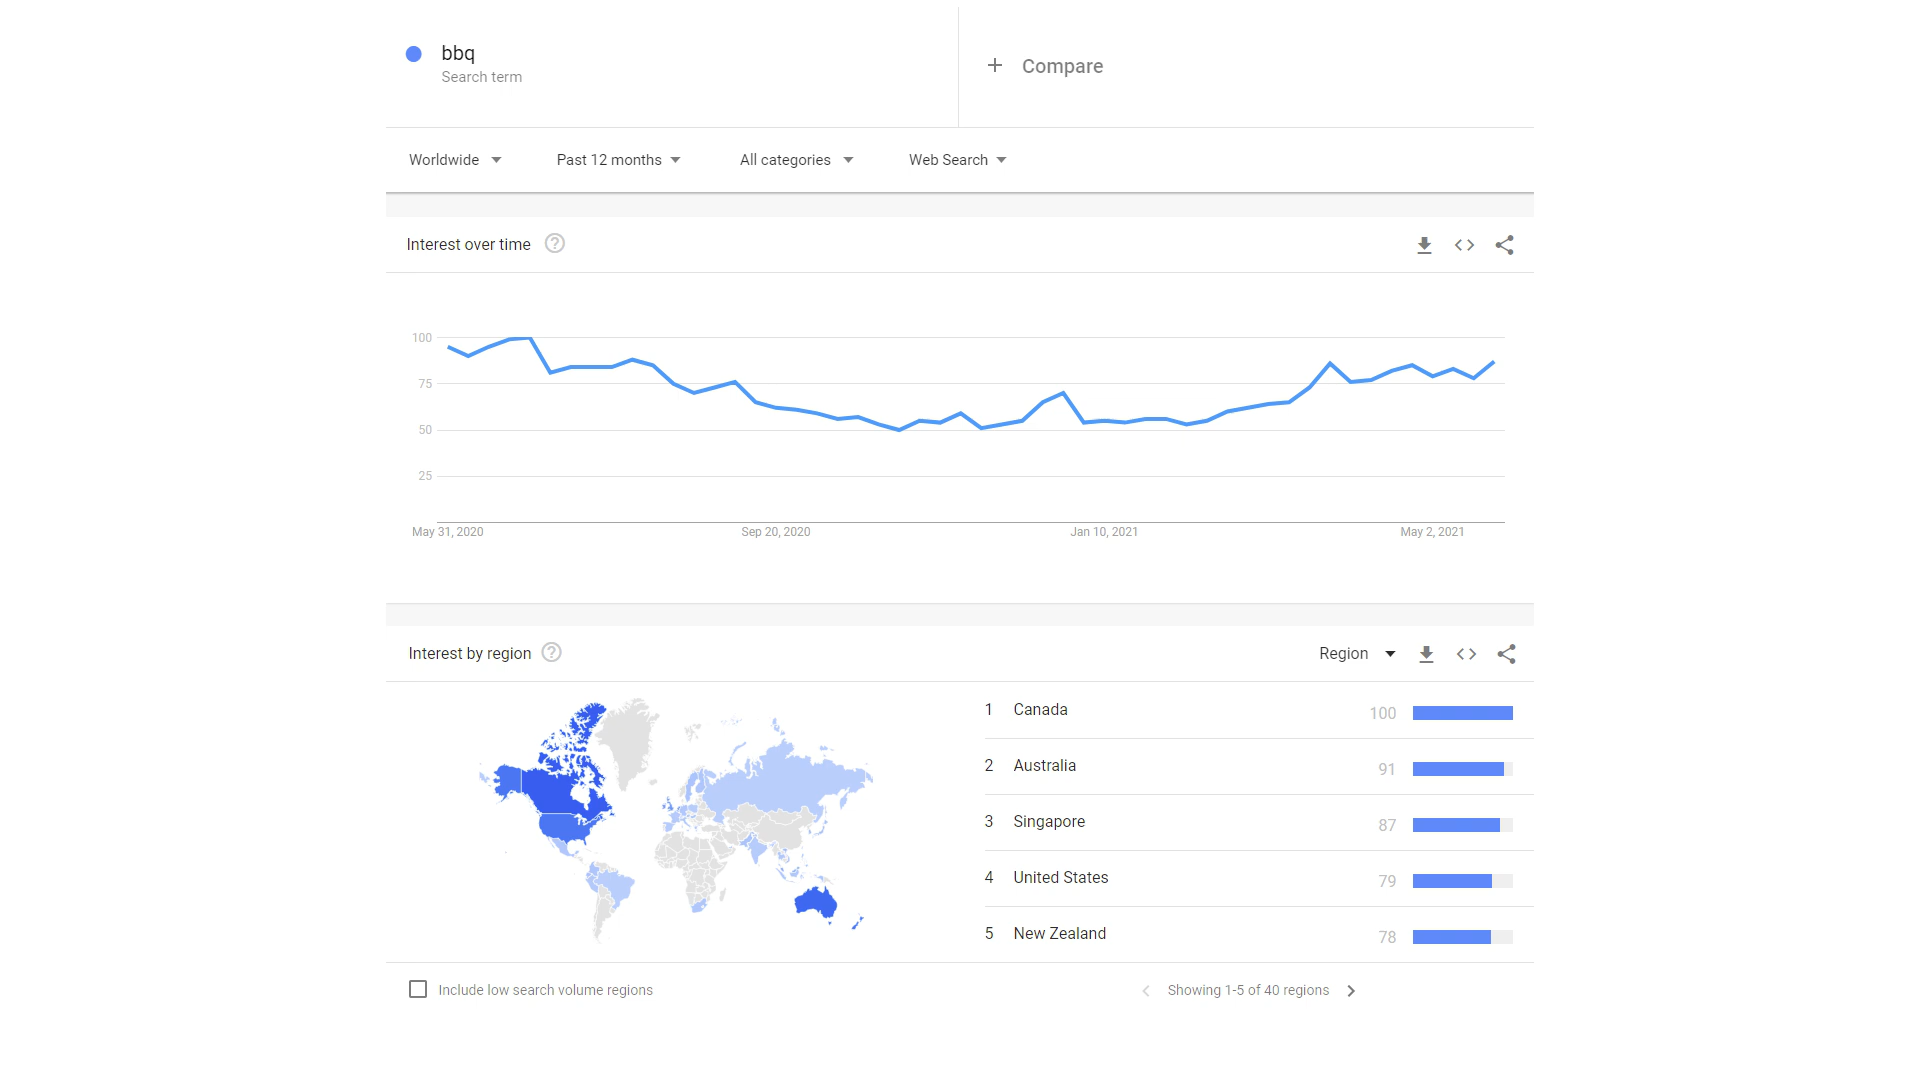 bbq
Search term
+ Compare
Worldwide
Past 12 months
All categories
Web Search
Interest over time
100
75
50
25
May 31, 2020
Sep 20, 2020
Jan 10, 2021
May 2, 2021
Interest by region
Region
1 Canada 100
2 Australia 91
3 Singapore 87
4 United States 79
5 New Zealand 78
Include low search volume regions
Showing 1-5 of 40 regions